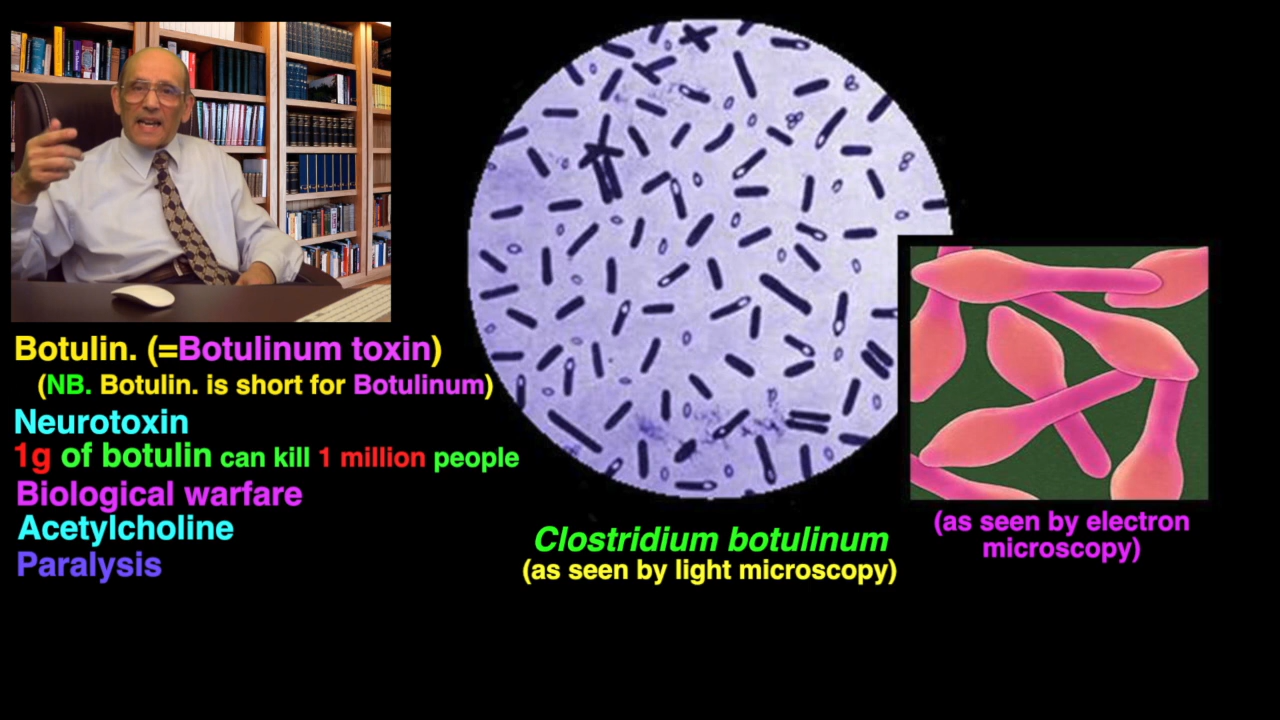 Botulin. (=Botulinum toxin)
(NB. Botulin. is short for Botulinum)
Neurotoxin
1g of botulin can kill 1 million people
Biological warfare
Acetylcholine
Paralysis
Clostridium botulinum
(as seen by light microscopy)
(as seen by electron
microscopy)